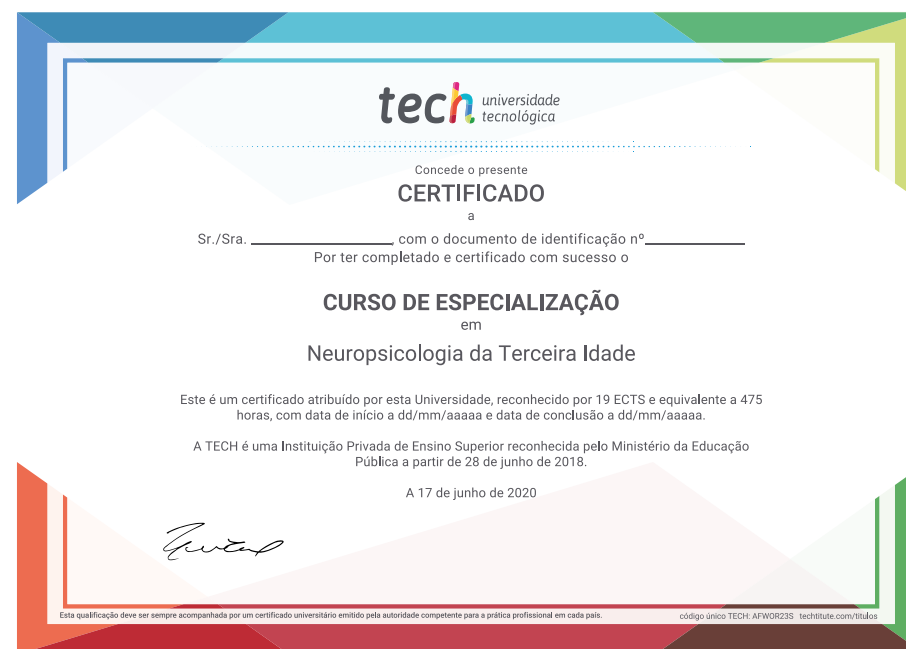 tech universidade
tecnológica
Concede o presente
CERTIFICADO
a
Sr./Sra. ________________, com o documento de identificação nº____________
Por ter completado e certificado com sucesso o
CURSO DE ESPECIALIZAÇÃO
em
Neuropsicologia da Terceira Idade
Este é um certificado atribuído por esta Universidade, reconhecido por 19 ECTS e equivalente a 475
horas, com data de início a dd/mm/aaaaa e data de conclusão a dd/mm/aaaaa.
A TECH é uma Instituição Privada de Ensino Superior reconhecida pelo Ministério da Educação
Pública a partir de 28 de junho de 2018.
A 17 de junho de 2020
Esta qualificação deve ser sempre acompanhada por um certificado universitário emitido pela autoridade competente para a prática profissional em cada país.
código único TECH: AFWOR23S techtitute.com/titulos